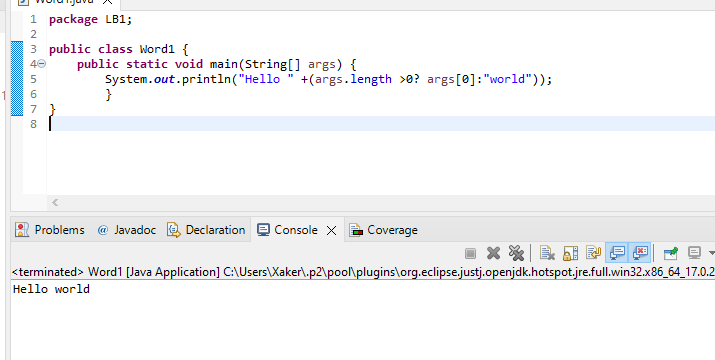 Word1.java
1 package LB1;
2
3 public class Word1 {
4 public static void main(String[] args) {
5 System.out.println("Hello " +(args.length >0? args[0]:"world"));
6 }
7 }
8
Problems @ Javadoc Declaration Console Coverage
<terminated> Word1 [Java Application] C:\Users\Xaker\.p2\pool\plugins\org.eclipse.justj.openjdk.hotspot.jre.full.win32.x86_64_17.0.2
Hello world